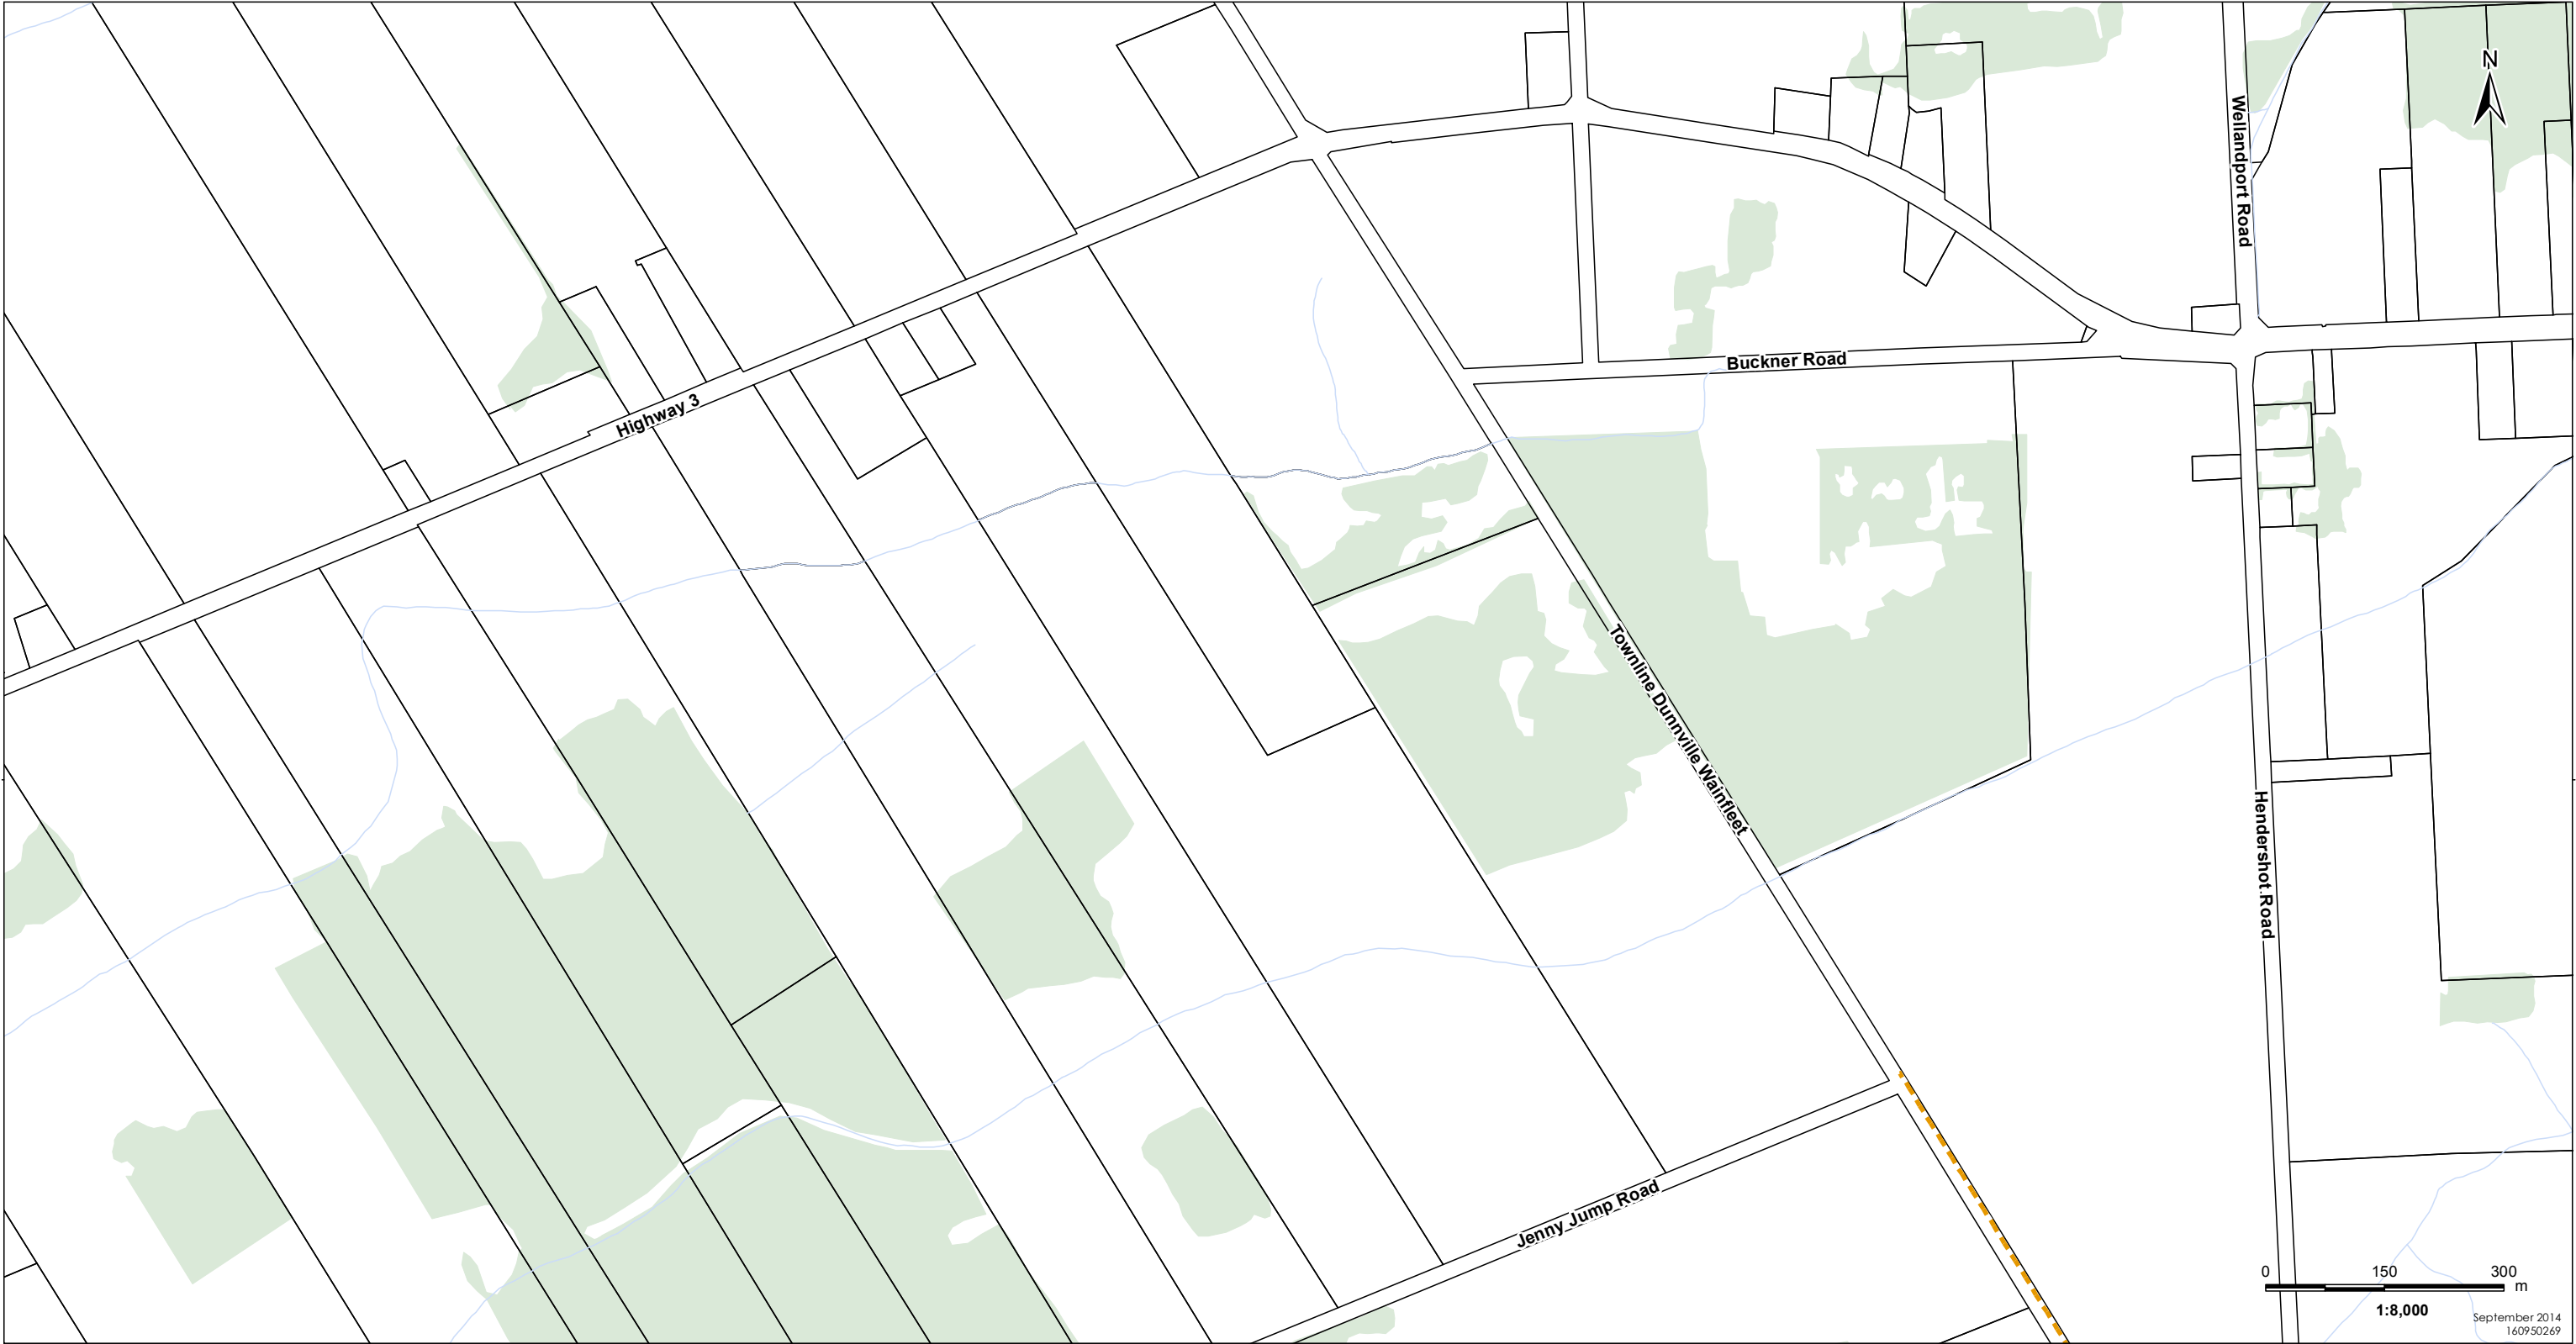 N
Wellandport Road
Buckner Road
Highway 3
Townline Dunnville Wainfleet
Hendershot Road
Jenny Jump Road
0 150 300
m
1:8,000
September 2014
160950269